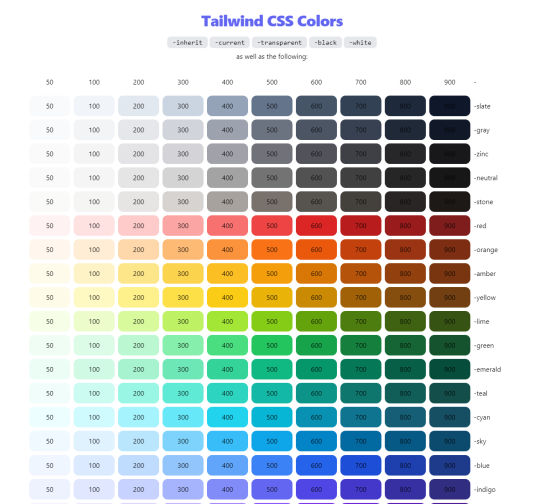 Tailwind CSS Colors
-inherit -current -transparent -black -white
as well as the following:
50 100 200 300 400 500 600 700 800 900 -
50 100 200 300 400 500 600 700 800 900 -slate
50 100 200 300 400 500 600 700 800 900 -gray
50 100 200 300 400 500 600 700 800 900 -zinc
50 100 200 300 400 500 600 700 800 900 -neutral
50 100 200 300 400 500 600 700 800 900 -stone
50 100 200 300 400 500 600 700 800 900 -red
50 100 200 300 400 500 600 700 800 900 -orange
50 100 200 300 400 500 600 700 800 900 -amber
50 100 200 300 400 500 600 700 800 900 -yellow
50 100 200 300 400 500 600 700 800 900 -lime
50 100 200 300 400 500 600 700 800 900 -green
50 100 200 300 400 500 600 700 800 900 -emerald
50 100 200 300 400 500 600 700 800 900 -teal
50 100 200 300 400 500 600 700 800 900 -cyan
50 100 200 300 400 500 600 700 800 900 -sky
50 100 200 300 400 500 600 700 800 900 -blue
50 100 200 300 400 500 600 700 800 900 -indigo